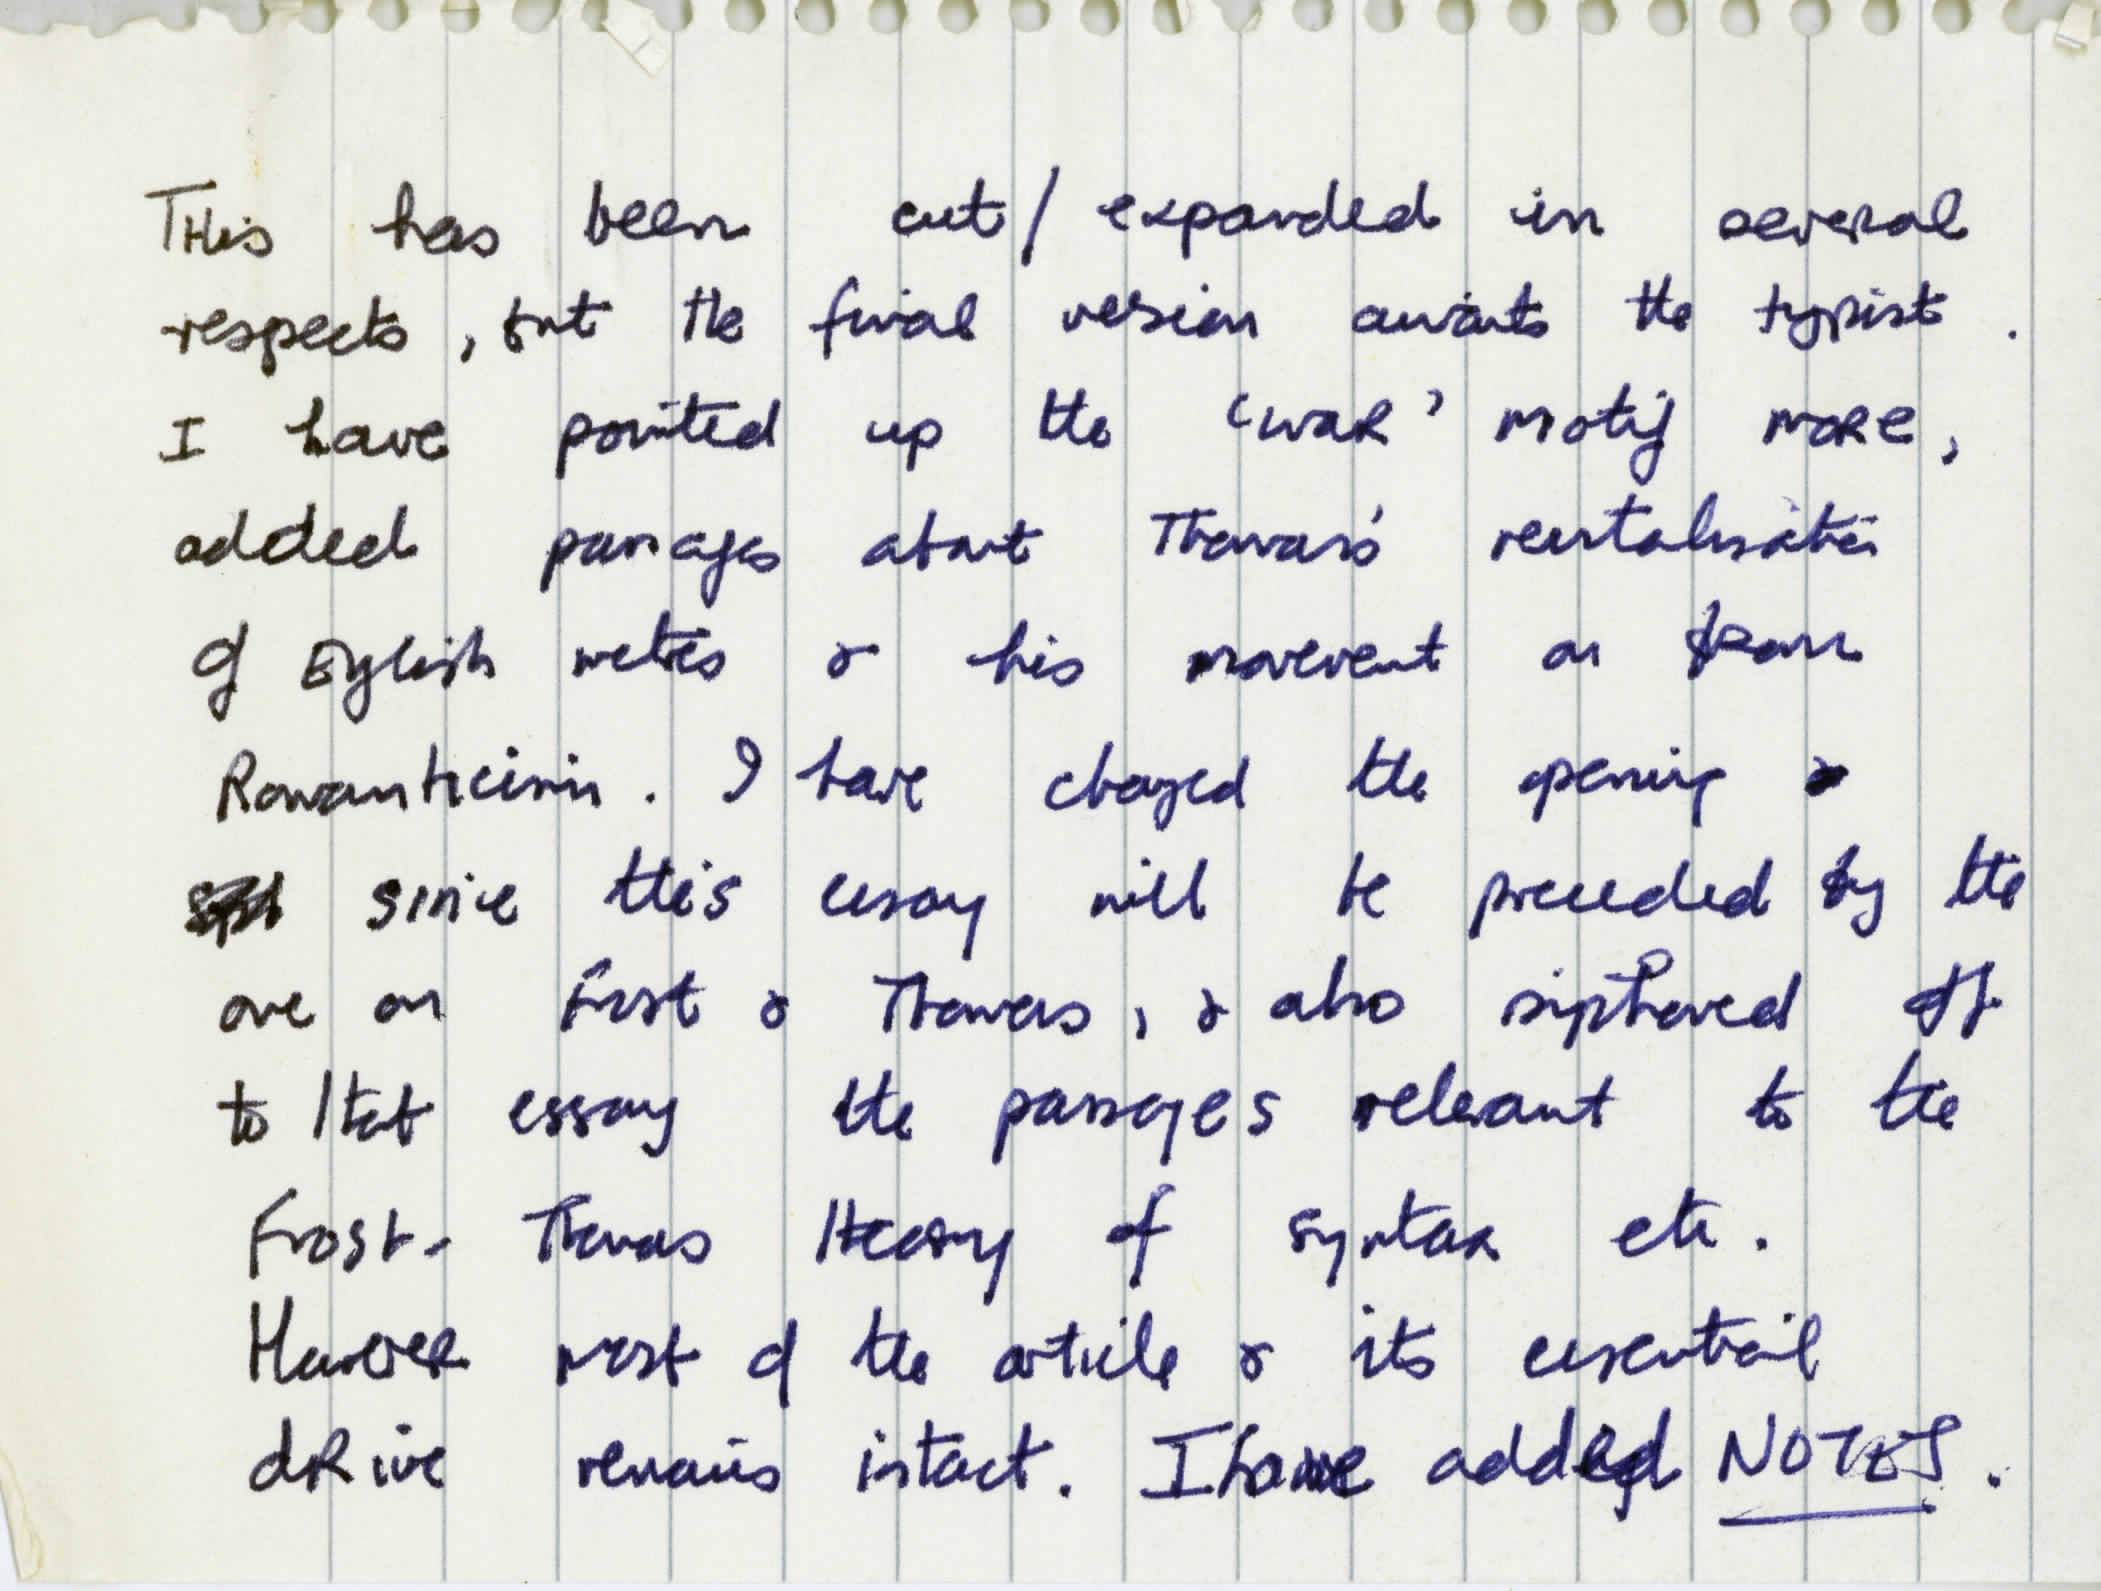 This has been cut/expanded in several
respects, but the final version awaits the typist.
I have pointed up the 'war' motif more,
added passages about Thomas's revitalisation
of English metres & his movement on from
Romanticism. I have changed the opening &
since this essay will be preceded by the
one on Frost & Thomas, & also siphoned off
to that essay the passages relevant to the
Frost-Thomas theory of syntax etc.
However most of the article & its essential
drive remains intact. I have added NOTES.